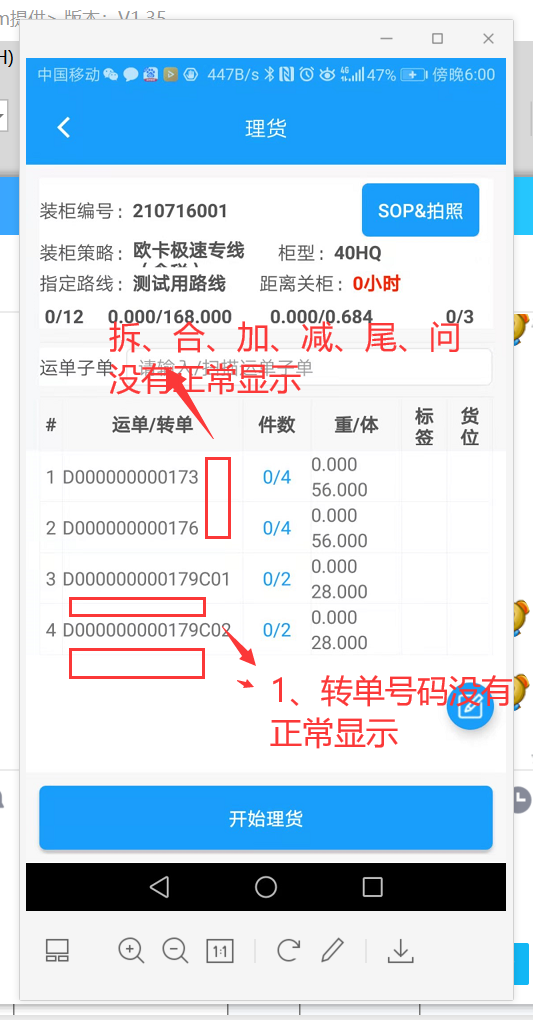 m提供> 版本: V1.35
H)
中国移动 447B/s 4G 47% 傍晚6:00
理货
装柜编号: 210716001
SOP&拍照
装柜策略: 欧卡极速专线
柜型: 40HQ
指定路线: 测试用路线 距离关柜: 0小时
0/12 0.000/168.000 0.000/0.684 0/3
拆、合、加、减、尾、问
没有正常显示
运单子单 请输入/扫描运单子单
# 运单/转单 件数 重/体 标签 货位
1 D000000000173 0/4 0.000
56.000
2 D000000000176 0/4 0.000
56.000
3 D000000000179C01 0/2 0.000
28.000
4 D000000000179C02 0/2 0.000
28.000
1、转单号码没有
正常显示
开始理货
1:1